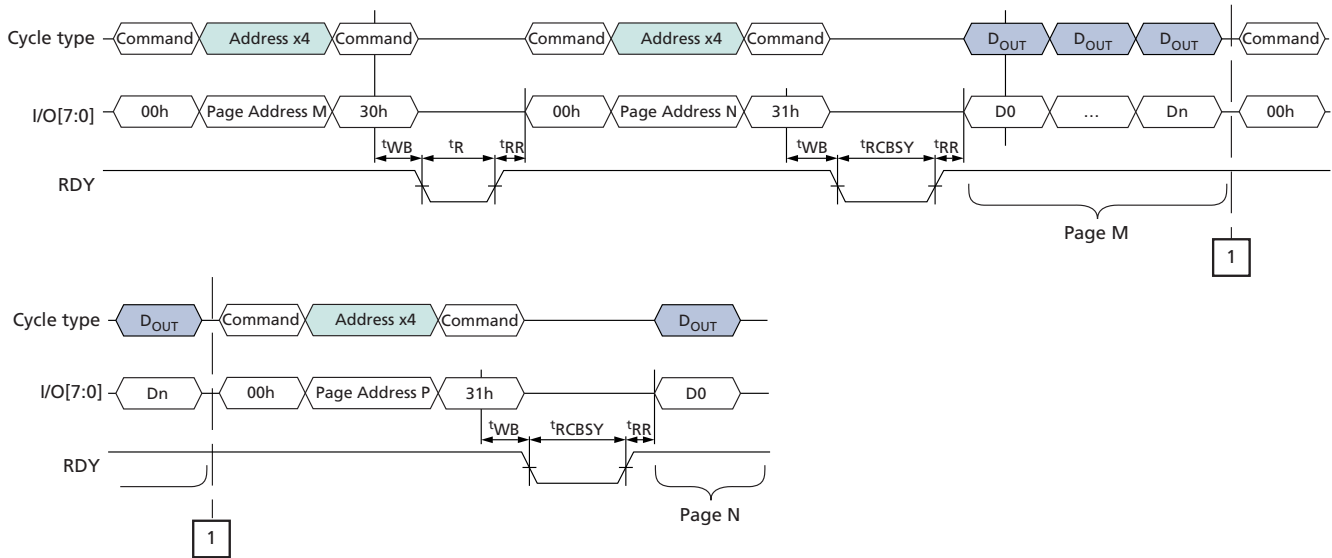 Cycle type Command Address x4 Command Command Address x4 Command DOUT DOUT DOUT Command
I/O[7:0] 00h Page Address M 30h 00h Page Address N 31h D0 ... Dn 00h
tWB tR tRR tWB tRCBSY tRR
RDY
Page M
1
Cycle type DOUT Command Address x4 Command DOUT
I/O[7:0] Dn 00h Page Address P 31h D0
tWB tRCBSY tRR
RDY
Page N
1